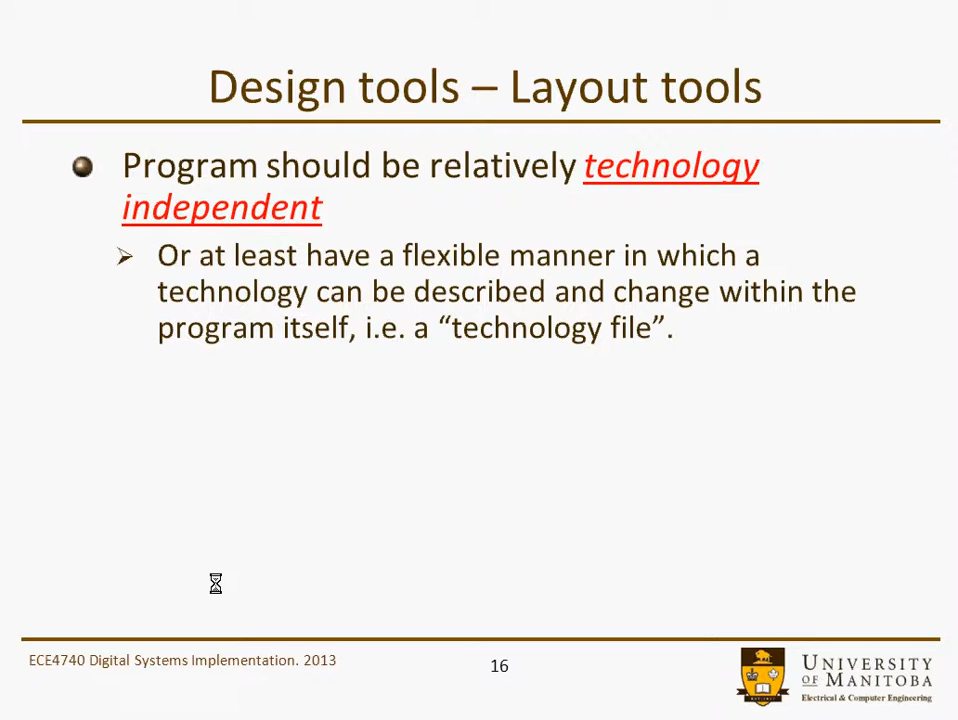 Design tools – Layout tools
Program should be relatively technology
independent
Or at least have a flexible manner in which a
technology can be described and change within the
program itself, i.e. a “technology file”.
ECE4740 Digital Systems Implementation. 2013
16
UNIVERSITY
OF MANITOBA
Electrical & Computer Engineering